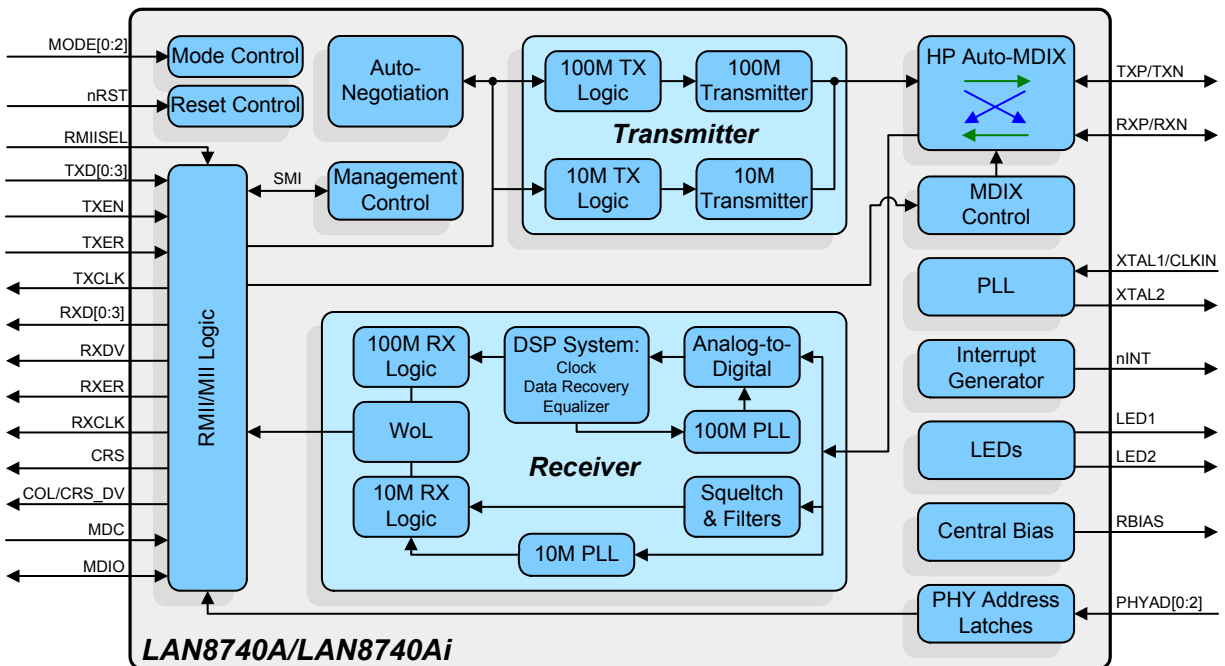 MODE[0:2]
nRST
RMIISEL
TXD[0:3]
TXEN
TXER
TXCLK
RXD[0:3]
RXDV
RXER
RXCLK
CRS
COL/CRS_DV
MDC
MDIO
Mode Control
Reset Control
RMII/MII Logic
SMI
Auto-
Negotiation
Management
Control
100M TX
Logic
100M
Transmitter
Transmitter
10M TX
Logic
10M
Transmitter
100M RX
Logic
DSP System:
Clock
Data Recovery
Equalizer
Analog-to-
Digital
100M PLL
WoL
Receiver
10M RX
Logic
Squeltch
& Filters
10M PLL
HP Auto-MDIX
MDIX
Control
PLL
Interrupt
Generator
LEDs
Central Bias
PHY Address
Latches
TXP/TXN
RXP/RXN
XTAL1/CLKIN
XTAL2
nINT
LED1
LED2
RBIAS
PHYAD[0:2]
LAN8740A/LAN8740Ai